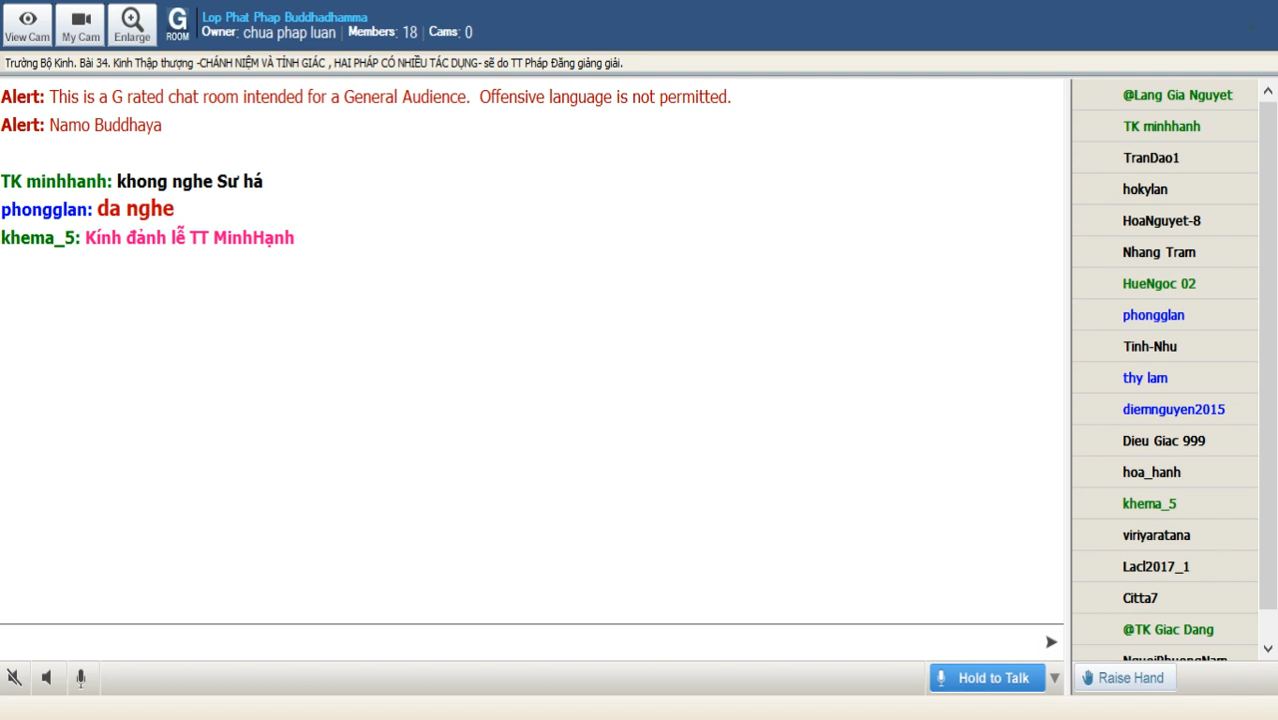 View Cam
My Cam
Enlarge
G
ROOM
Lop Phat Phap Buddhadhamma
Owner: chua phap luan | Members: 18 | Cams: 0
Trường Bộ Kinh. Bài 34. Kinh Thập thượng -CHÁNH NIỆM VÀ TỈNH GIÁC , HAI PHÁP CÓ NHIỀU TÁC DỤNG- sẽ do TT Pháp Đăng giảng giải.
Alert: This is a G rated chat room intended for a General Audience. Offensive language is not permitted.
Alert: Namo Buddhaya
TK minhhanh: khong nghe Sư há
phongglan: da nghe
khema_5: Kính đảnh lễ TT MinhHạnh
@Lang Gia Nguyet
TK minhhanh
TranDao1
hokylan
HoaNguyet-8
Nhang Tram
HueNgoc 02
phongglan
Tinh-Nhu
thy lam
diemnguyen2015
Dieu Giac 999
hoa_hanh
khema_5
viriyaratana
Lacl2017_1
Citta7
@TK Giac Dang
Hold to Talk
Raise Hand